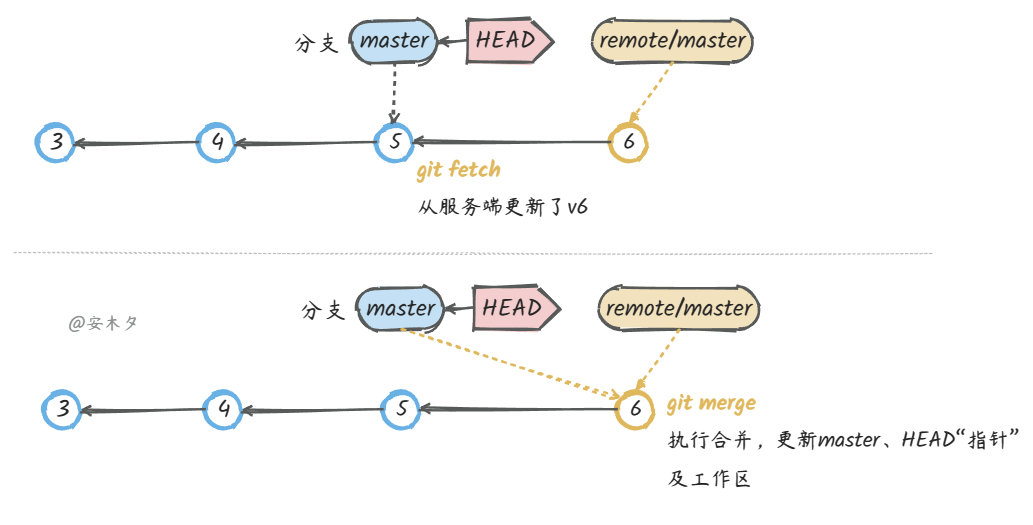 分支 master HEAD remote/master
3 4 5 6
git fetch
从服务端更新了v6
分支 master HEAD remote/master
@安木夕
3 4 5 6 git merge
执行合并，更新master、HEAD“指针”
及工作区